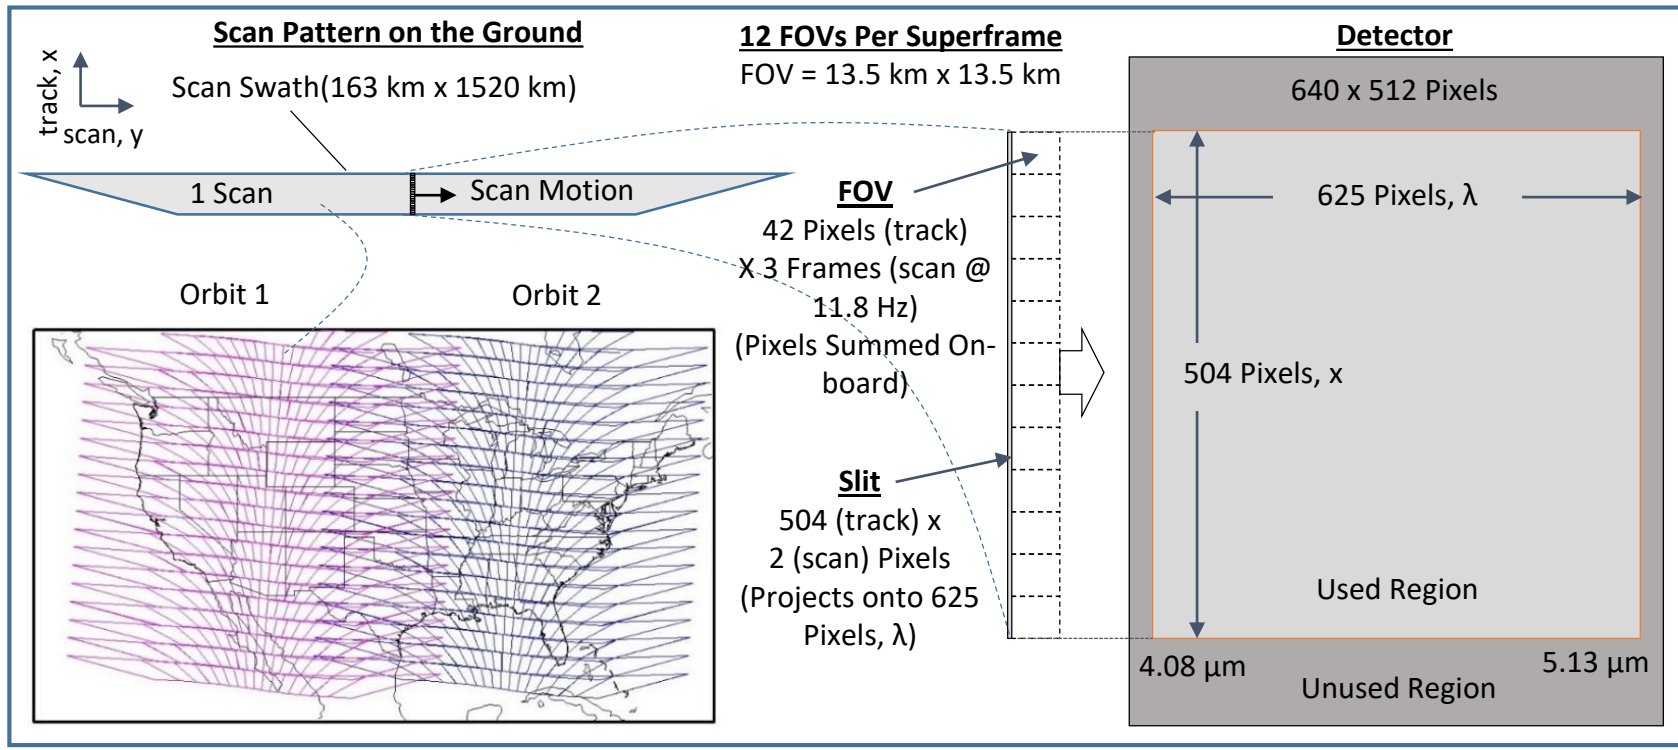 Scan Pattern on the Ground
track, x
scan, y
Scan Swath(163 km x 1520 km)
1 Scan
Scan Motion
Orbit 1
Orbit 2
12 FOVs Per Superframe
FOV = 13.5 km x 13.5 km
FOV
42 Pixels (track)
X 3 Frames (scan @
11.8 Hz)
(Pixels Summed On-
board)
Slit
504 (track) x
2 (scan) Pixels
(Projects onto 625
Pixels, λ)
Detector
640 x 512 Pixels
625 Pixels, λ
504 Pixels, x
Used Region
4.08 µm
5.13 µm
Unused Region